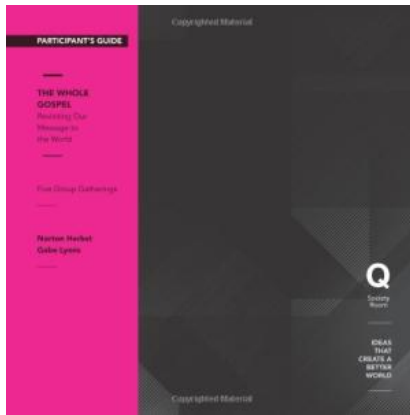 Copyrighted Material
PARTICIPANT'S GUIDE
THE WHOLE
GOSPEL
Revisiting Our
Message to
the World
Five Group Gatherings
Norton Herbst
Gabe Lyons
Q
Society
Room
IDEAS
THAT
CREATE A
BETTER
WORLD
Copyrighted Material